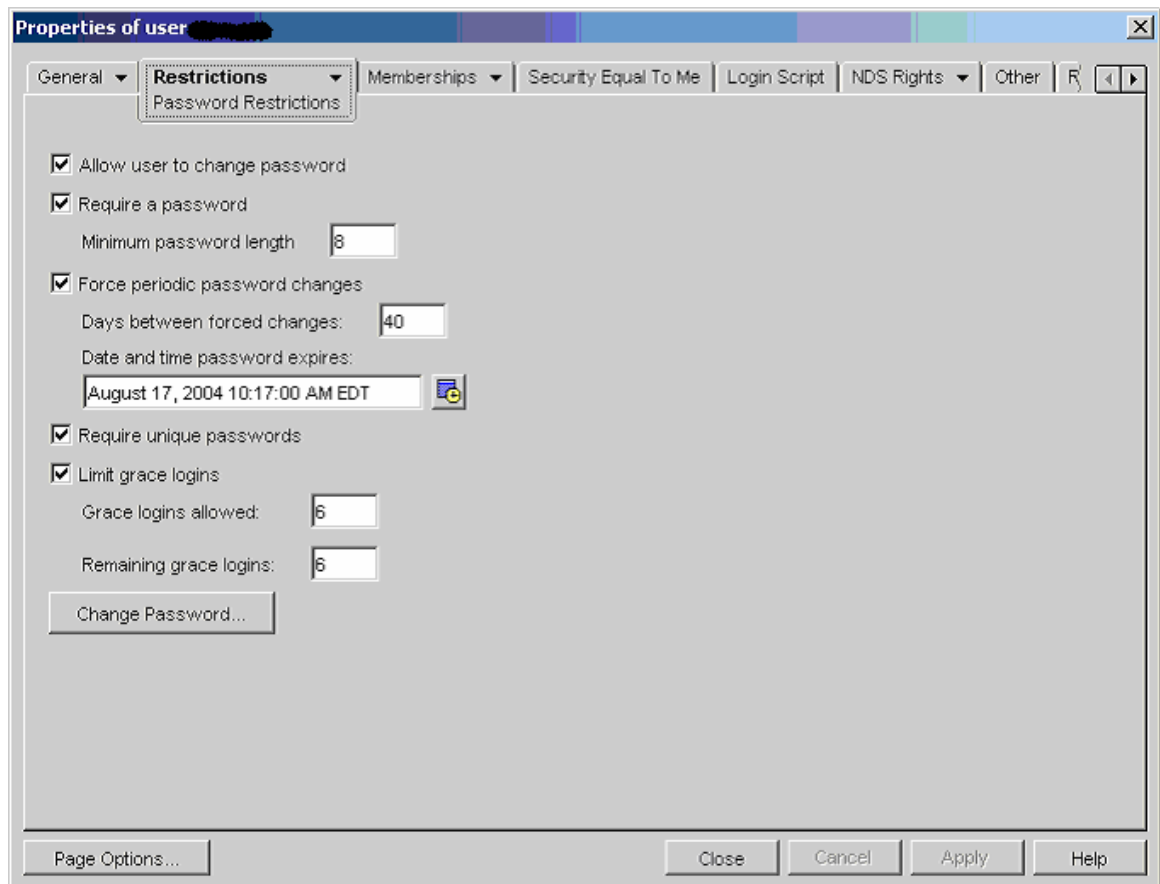 Properties of user
General Restrictions Memberships Security Equal To Me Login Script NDS Rights Other R
Password Restrictions
Allow user to change password
Require a password
Minimum password length 8
Force periodic password changes
Days between forced changes: 40
Date and time password expires:
August 17, 2004 10:17:00 AM EDT
Require unique passwords
Limit grace logins
Grace logins allowed: 6
Remaining grace logins: 6
Change Password...
Page Options... Close Cancel Apply Help